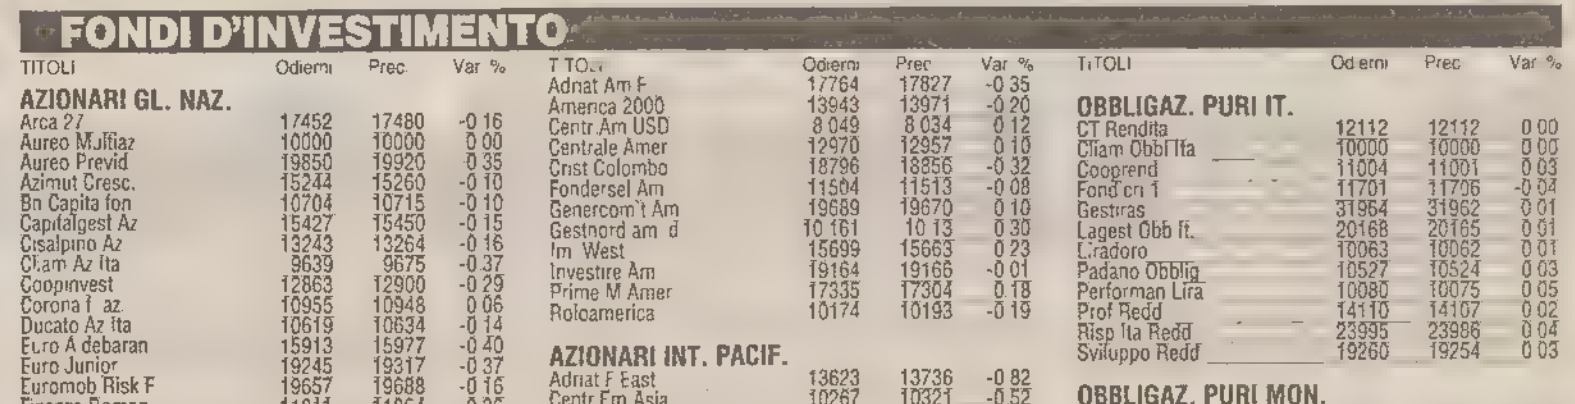 FONDI D'INVESTIMENTO
TITOLI Odierni Prec. Var %
AZIONARI GL. NAZ.
Arca 27 17452 17480 -0 16
Aureo Multiaz 10000 10000 0 00
Aureo Previd 19850 19920 -0 35
Azimut Cresc. 15244 15260 -0 10
Bn Capita fon 10704 10715 -0 10
Capitalgest Az 15427 15450 -0 15
Cisalpino Az 13243 13264 -0 16
Cliam Az Ita 9639 9675 -0.37
Coopinvest 12863 12900 -0 29
Corona f az. 10955 10948 0 06
Ducato Az Ita 10619 10634 -0 14
Euro A debaran 15913 15977 -0 40
Euro Junior 19245 19317 -0 37
Euromob Risk F 19657 19688 -0 16
TITOLI Odierni Prec Var %
Adriat Am F 17764 17827 -0 35
America 2000 13943 13971 -0 20
Centr.Am USD 8 049 8 034 0 12
Centrale Amer 12970 12957 0 10
Crist Colombo 18796 18856 -0 32
Fondersel Am 11504 11513 -0 08
Genercom't Am 19689 19670 0 10
Gestnord am d 10 161 10 13 0 30
Im West 15699 15663 0 23
Investire Am 19164 19166 -0 01
Prime M Amer 17335 17304 0.18
Roloamerica 10174 10193 -0 19
AZIONARI INT. PACIF.
Adriat F East 13623 13736 -0 82
Centr Em Asia 10267 10321 -0.52
TITOLI Odierni Prec Var %
OBBLIGAZ. PURI IT.
CT Rendita 12112 12112 0 00
Cliam Obbl Ita 10000 10000 0 00
Cooprend 11004 11001 0 03
Fond cri 1 11701 11706 -0 04
Gestiras 31964 31962 0 01
Lagest Obb It. 20168 20165 0 01
Liradoro 10063 10062 0 01
Padano Obblig 10527 10524 0 03
Performan Lira 10080 10075 0 05
Prof Redd 14110 14107 0 02
Risp Ita Redd 23995 23986 0 04
Sviluppo Redd 19260 19254 0 03
OBBLIGAZ. PURI MON.